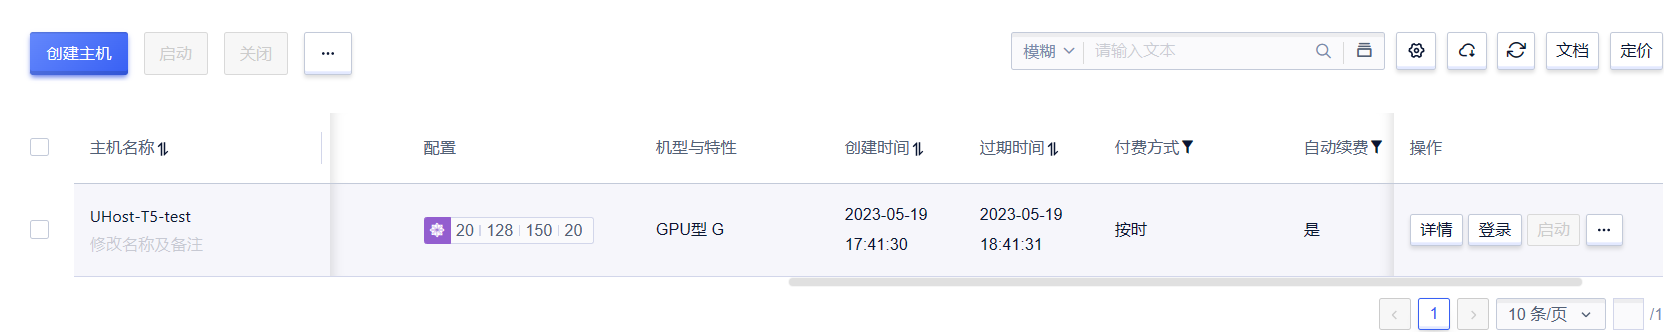 创建主机 启动 关闭 ··· 模糊 请输入文本 文档 定价
主机名称 配置 机型与特性 创建时间 过期时间 付费方式 自动续费 操作
UHost-T5-test
修改名称及备注
20 128 150 20
GPU型 G
2023-05-19
17:41:30
2023-05-19
18:41:31
按时
是
详情 登录 启动 ···
1 10 条/页 /1